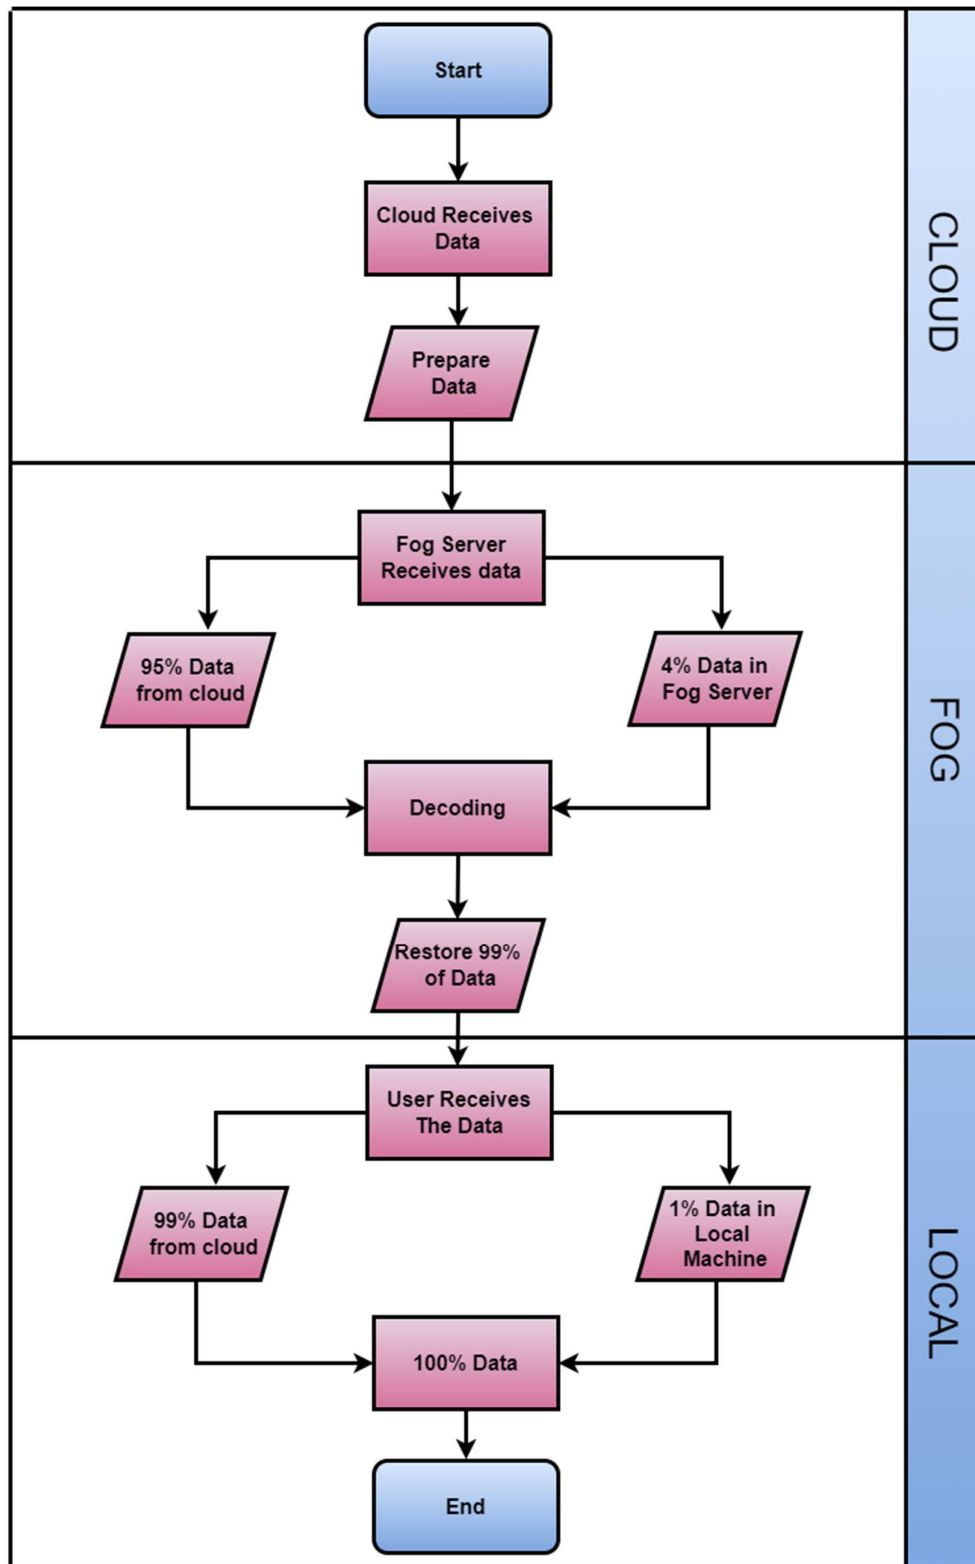 Start
Cloud Receives
Data
Prepare
Data
CLOUD
Fog Server
Receives data
95% Data
from cloud
4% Data in
Fog Server
Decoding
Restore 99%
of Data
FOG
User Receives
The Data
99% Data
from cloud
1% Data in
Local
Machine
100% Data
End
LOCAL